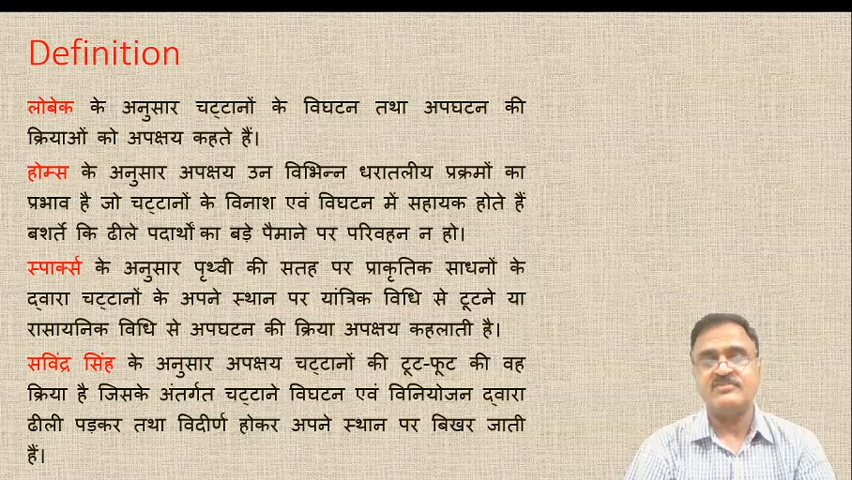 Definition
लोबेक के अनुसार चट्टानों के विघटन तथा अपघटन की
क्रियाओं को अपक्षय कहते हैं।
होम्स के अनुसार अपक्षय उन विभिन्न धरातलीय प्रक्रमों का
प्रभाव है जो चट्टानों के विनाश एवं विघटन में सहायक होते हैं
बशर्ते कि ढीले पदार्थों का बड़े पैमाने पर परिवहन न हो।
स्पार्क्स के अनुसार पृथ्वी की सतह पर प्राकृतिक साधनों के
द्वारा चट्टानों के अपने स्थान पर यांत्रिक विधि से टूटने या
रासायनिक विधि से अपघटन की क्रिया अपक्षय कहलाती है।
सविंद्र सिंह के अनुसार अपक्षय चट्टानों की टूट-फूट की वह
क्रिया है जिसके अंतर्गत चट्टाने विघटन एवं विनियोजन द्वारा
ढीली पड़कर तथा विदीर्ण होकर अपने स्थान पर बिखर जाती
हैं।